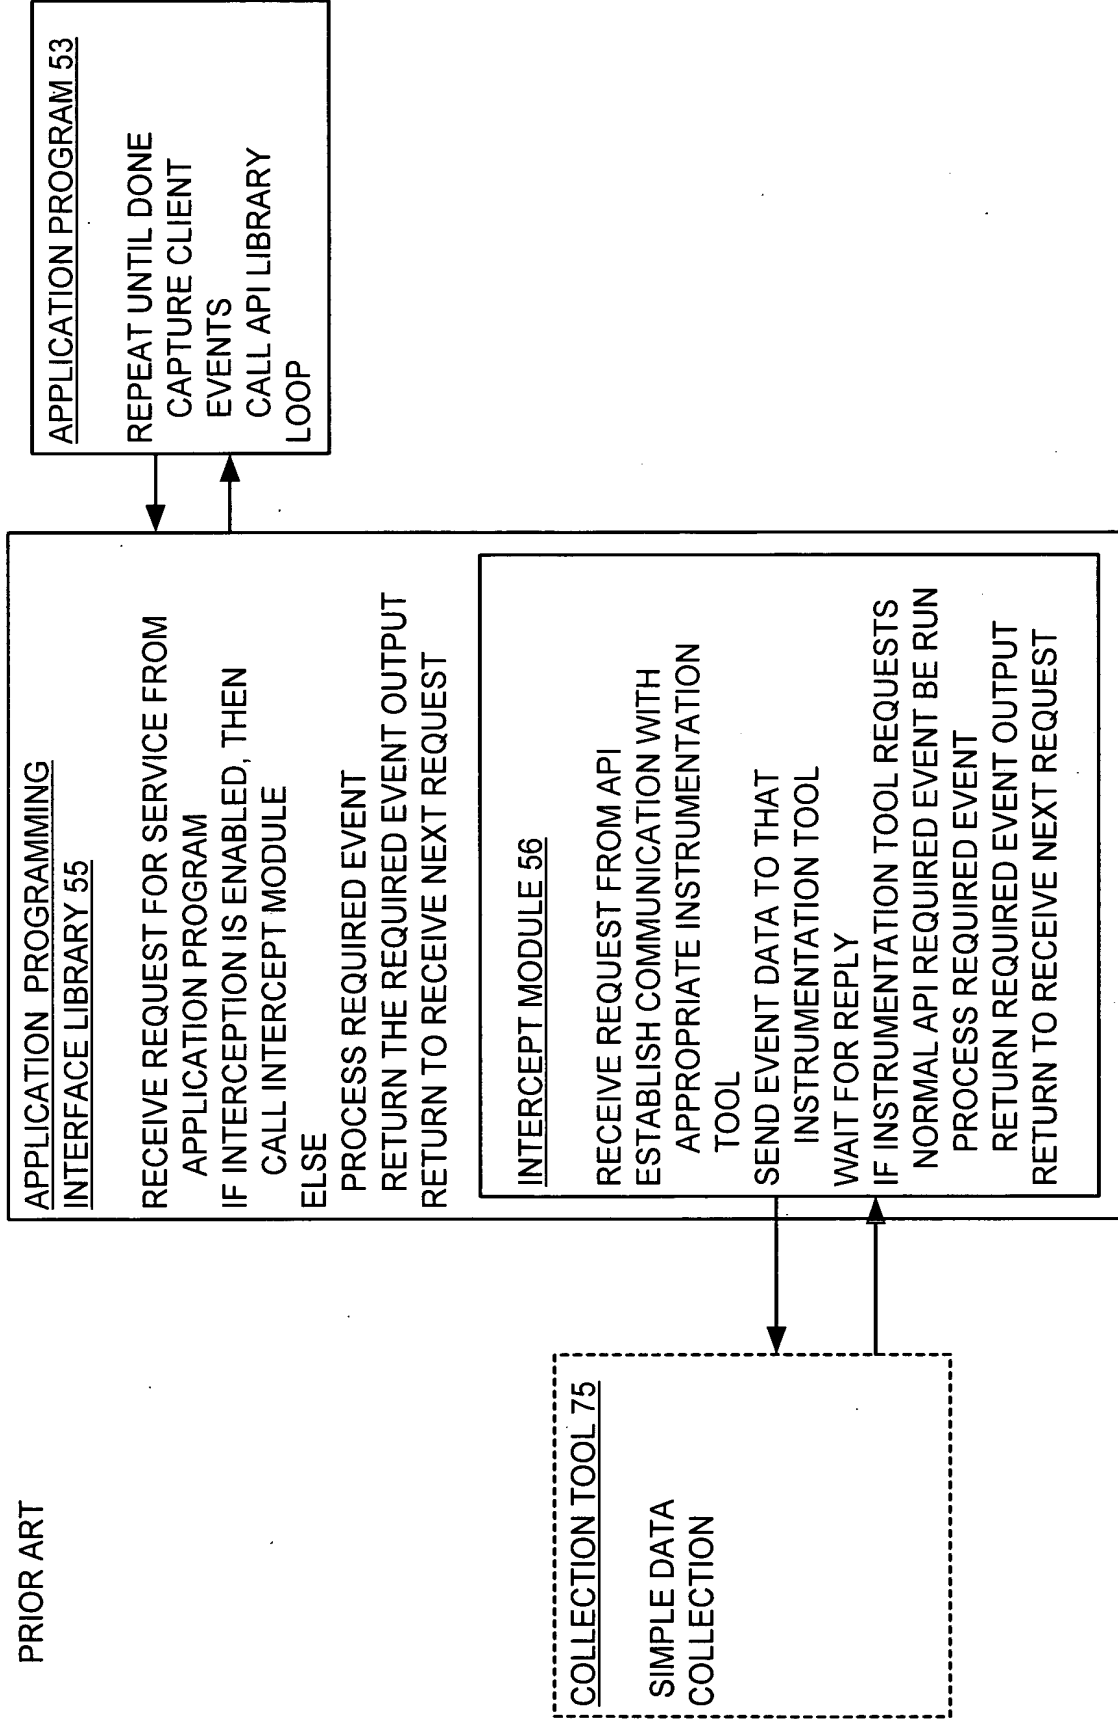 PRIOR ART
COLLECTION TOOL 75
SIMPLE DATA
COLLECTION
APPLICATION PROGRAMMING
INTERFACE LIBRARY 55
RECEIVE REQUEST FOR SERVICE FROM
APPLICATION PROGRAM
IF INTERCEPTION IS ENABLED, THEN
CALL INTERCEPT MODULE
ELSE
PROCESS REQUIRED EVENT
RETURN THE REQUIRED EVENT OUTPUT
RETURN TO RECEIVE NEXT REQUEST
INTERCEPT MODULE 56
RECEIVE REQUEST FROM API
ESTABLISH COMMUNICATION WITH
APPROPRIATE INSTRUMENTATION
TOOL
SEND EVENT DATA TO THAT
INSTRUMENTATION TOOL
WAIT FOR REPLY
IF INSTRUMENTATION TOOL REQUESTS
NORMAL API REQUIRED EVENT BE RUN
PROCESS REQUIRED EVENT
RETURN REQUIRED EVENT OUTPUT
RETURN TO RECEIVE NEXT REQUEST
APPLICATION PROGRAM 53
REPEAT UNTIL DONE
CAPTURE CLIENT
EVENTS
CALL API LIBRARY
LOOP